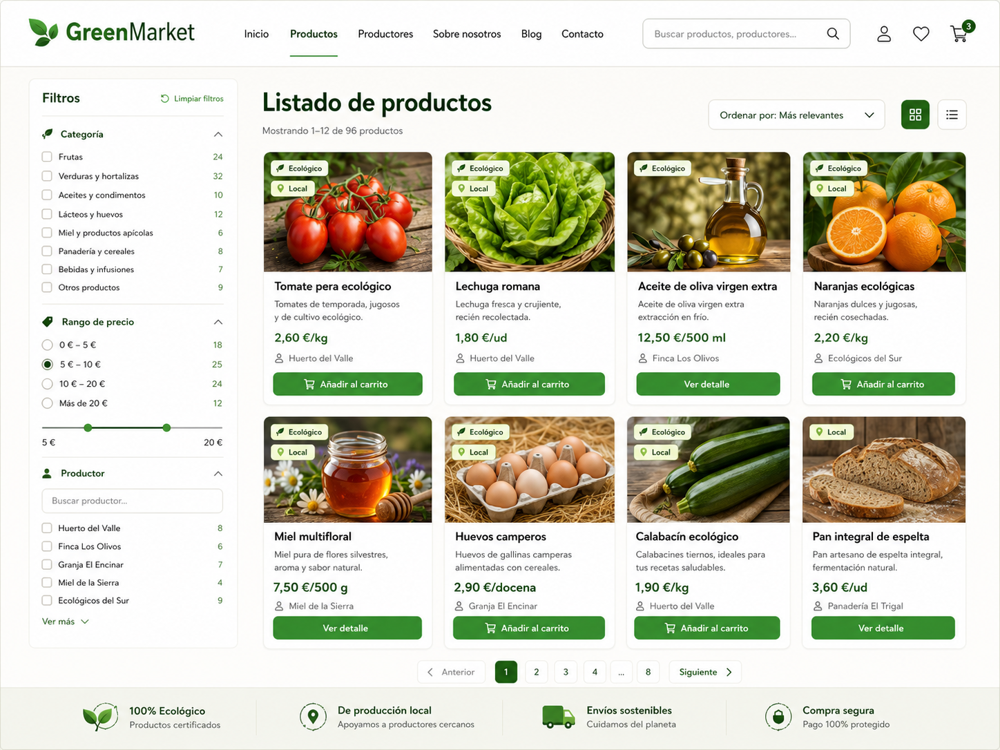 GreenMarket
Inicio
Productos
Productores
Sobre nosotros
Blog
Contacto
Buscar productos, productores...
3
Filtros
Limpiar filtros
Categoría
Frutas 24
Verduras y hortalizas 32
Aceites y condimentos 10
Lácteos y huevos 12
Miel y productos apícolas 6
Panadería y cereales 8
Bebidas y infusiones 7
Otros productos 9
Rango de precio
0 € – 5 € 18
5 € – 10 € 25
10 € – 20 € 24
Más de 20 € 12
5 € 20 €
Productor
Buscar productor...
Huerto del Valle 8
Finca Los Olivos 6
Granja El Encinar 7
Miel de la Sierra 4
Ecológicos del Sur 9
Ver más
Listado de productos
Mostrando 1–12 de 96 productos
Ordenar por: Más relevantes
Ecológico
Local
Tomate pera ecológico
Tomates de temporada, jugosos
y de cultivo ecológico.
2,60 €/kg
Huerto del Valle
Añadir al carrito
Ecológico
Local
Lechuga romana
Lechuga fresca y crujiente,
recién recolectada.
1,80 €/ud
Huerto del Valle
Añadir al carrito
Ecológico
Aceite de oliva virgen extra
Aceite de oliva virgen extra
extracción en frío.
12,50 €/500 ml
Finca Los Olivos
Ver detalle
Ecológico
Local
Naranjas ecológicas
Naranjas dulces y jugosas,
recién cosechadas.
2,20 €/kg
Ecológicos del Sur
Añadir al carrito
Ecológico
Local
Miel multifloral
Miel pura de flores silvestres,
aroma y sabor natural.
7,50 €/500 g
Miel de la Sierra
Ver detalle
Ecológico
Local
Huevos camperos
Huevos de gallinas camperas
alimentadas con cereales.
2,90 €/docena
Granja El Encinar
Añadir al carrito
Ecológico
Local
Calabacín ecológico
Calabacines tiernos, ideales para
tus recetas saludables.
1,90 €/kg
Huerto del Valle
Añadir al carrito
Local
Pan integral de espelta
Pan artesano de espelta integral,
fermentación natural.
3,60 €/ud
Panadería El Trigal
Ver detalle
Anterior 1 2 3 4 ... 8 Siguiente
100% Ecológico
Productos certificados
De producción local
Apoyamos a productores cercanos
Envíos sostenibles
Cuidamos del planeta
Compra segura
Pago 100% protegido